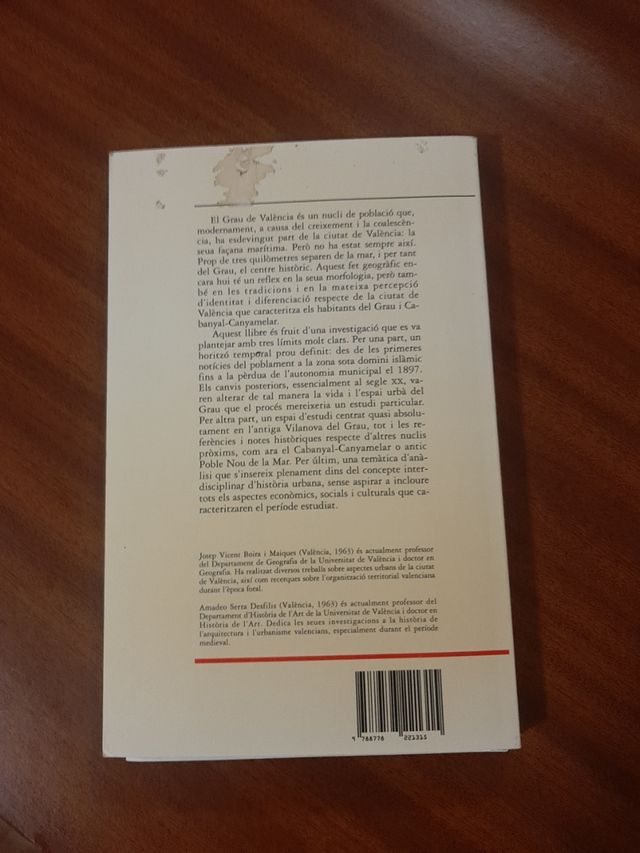 El Grau de València és un nucli de població que,
modernament, a causa del creixement i la coalescèn-
cia, ha esdevingut part de la ciutat de València: la
seua façana marítima. Però no ha estat sempre així.
Prop de tres quilòmetres separen de la mar, i per tant
del Grau, el centre històric. Aquest fet geogràfic en-
cara hui té un reflex en la seua morfologia, però tam-
bé en les tradicions i en la mateixa percepció
d'identitat i diferenciació respecte de la ciutat de
València que caracteritza els habitants del Grau i Ca-
banyal-Canyamelar.
Aquest llibre és fruit d'una investigació que es va
plantejar amb tres límits molt clars. Per una part, un
horitzó temporal prou definit: des de les primeres
notícies del poblament a la zona sota domini islàmic
fins a la pèrdua de l'autonomia municipal el 1897.
Els canvis posteriors, essencialment al segle XX, va-
ren alterar de tal manera la vida i l'espai urbà del
Grau que el procés mereixeria un estudi particular.
Per altra part, un espai d'estudi centrat quasi absolu-
tament en l'antiga Vilanova del Grau, tot i les re-
ferències i notes històriques respecte d'altres nuclis
pròxims, com ara el Cabanyal-Canyamelar o antic
Poble Nou de la Mar. Per últim, una temàtica d'anà-
lisi que s'insereix plenament dins del concepte inter-
disciplinar d'història urbana, sense aspirar a incloure
tots els aspectes econòmics, socials i culturals que ca-
racteritzaren el període estudiat.
Josep Vicent Boira i Maiques (València, 1963) és actualment professor
del Departament de Geografia de la Universitat de València i doctor en
Geografia. Ha realitzat diversos treballs sobre aspectes urbans de la ciutat
de València, així com recerques sobre l'organització territorial valenciana
durant l'època foral.
Amadeo Serra Desfilis (València, 1963) és actualment professor del
Departament d'Història de l'Art de la Universitat de València i doctor en
Història de l'Art. Dedica les seues investigacions a la història de
l'arquitectura i l'urbanisme valencians, especialment durant el període
medieval.
9 788778 221315